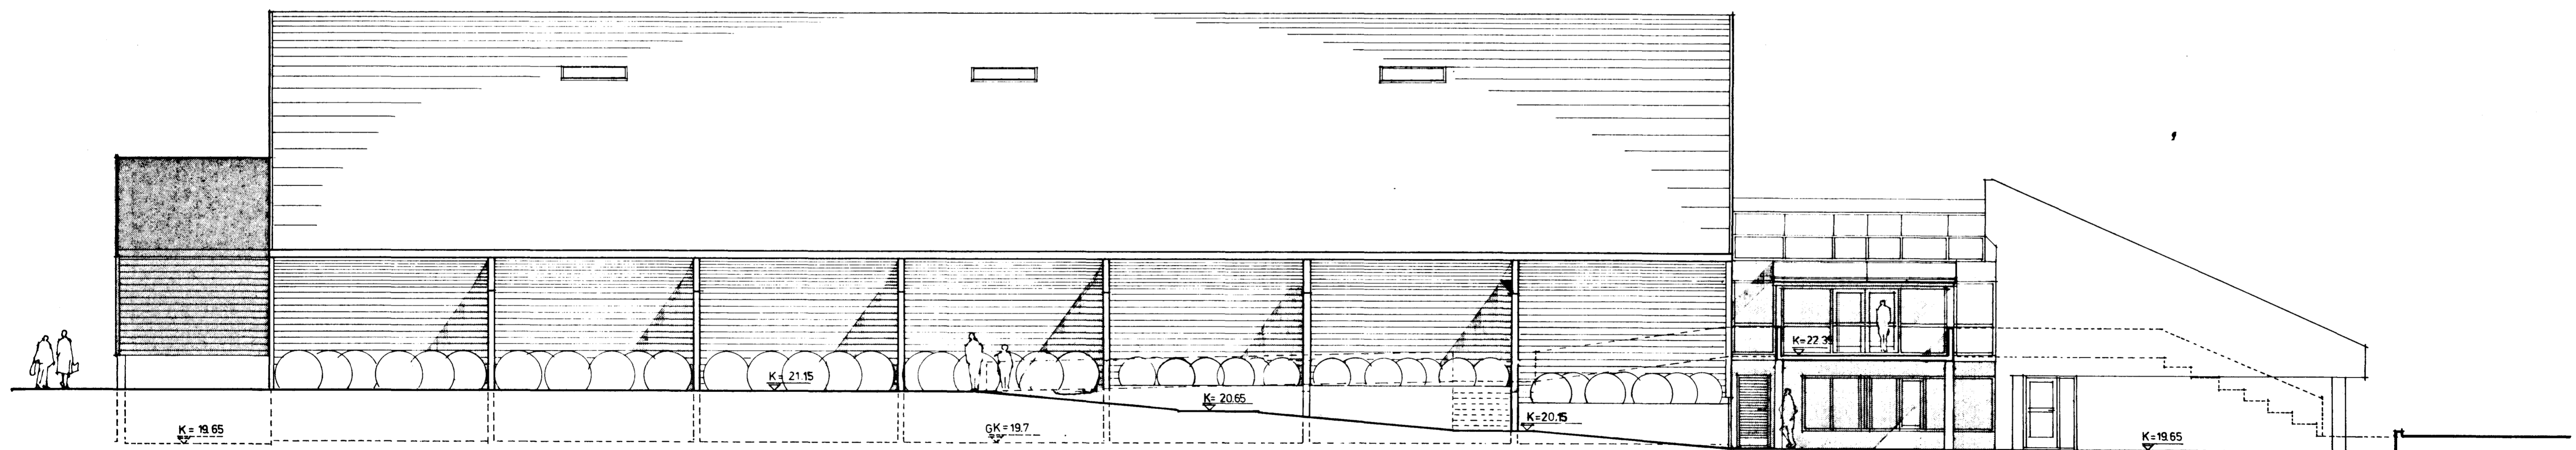 K = 19.65
K = 21.15
GK = 19.7
K = 20.65
K=20.15
K=22.39
K=19.65